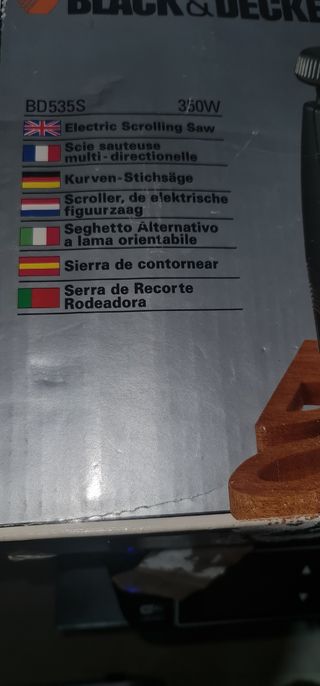 BLACK & DECKE
BD535S 350W
Electric Scrolling Saw
Scie sauteuse
multi-directionelle
Kurven-Stichsäge
Scroller, de elektrische
figuurzaag
Seghetto Alternativo
a lama orientabile
Sierra de contornear
Serra de Recorte
Rodeadora